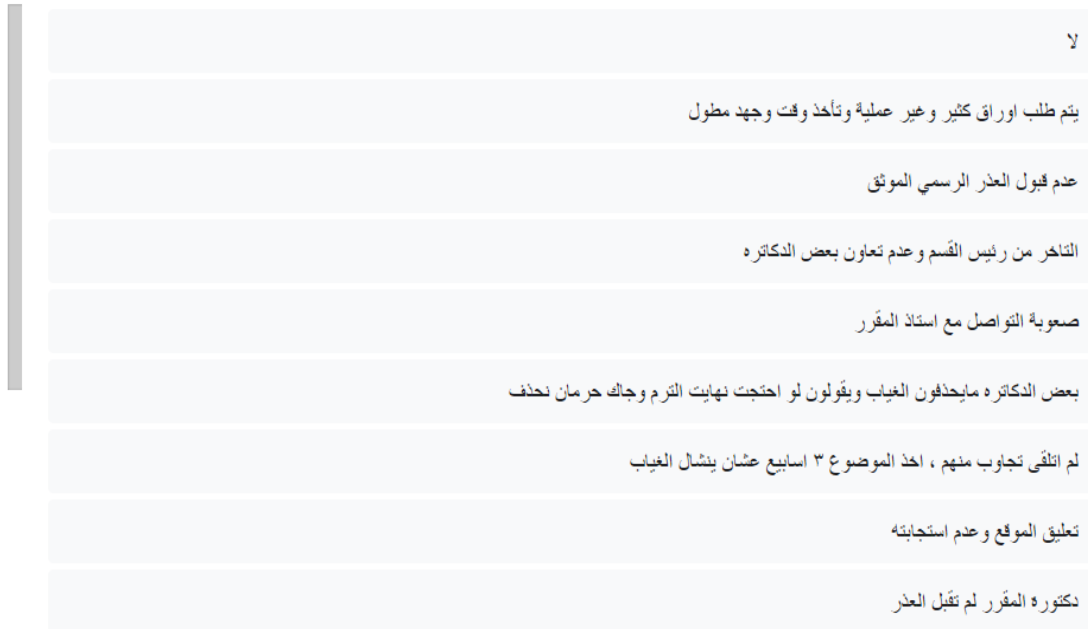 لا
يتم طلب اوراق كثير وغير عملية وتأخذ وقت وجهد مطول
عدم قبول العذر الرسمي الموثق
التاخر من رئيس القسم وعدم تعاون بعض الدكاتره
صعوبة التواصل مع استاذ المقرر
بعض الدكاتره مايحذفون الغياب ويقولون لو احتجت نهايت الترم وجاك حرمان نحذف
لم اتلقى تجاوب منهم ، اخذ الموضوع ٣ اسابيع عشان ينشال الغياب
تعليق الموقع وعدم استجابته
دكتورة المقرر لم تقبل العذر